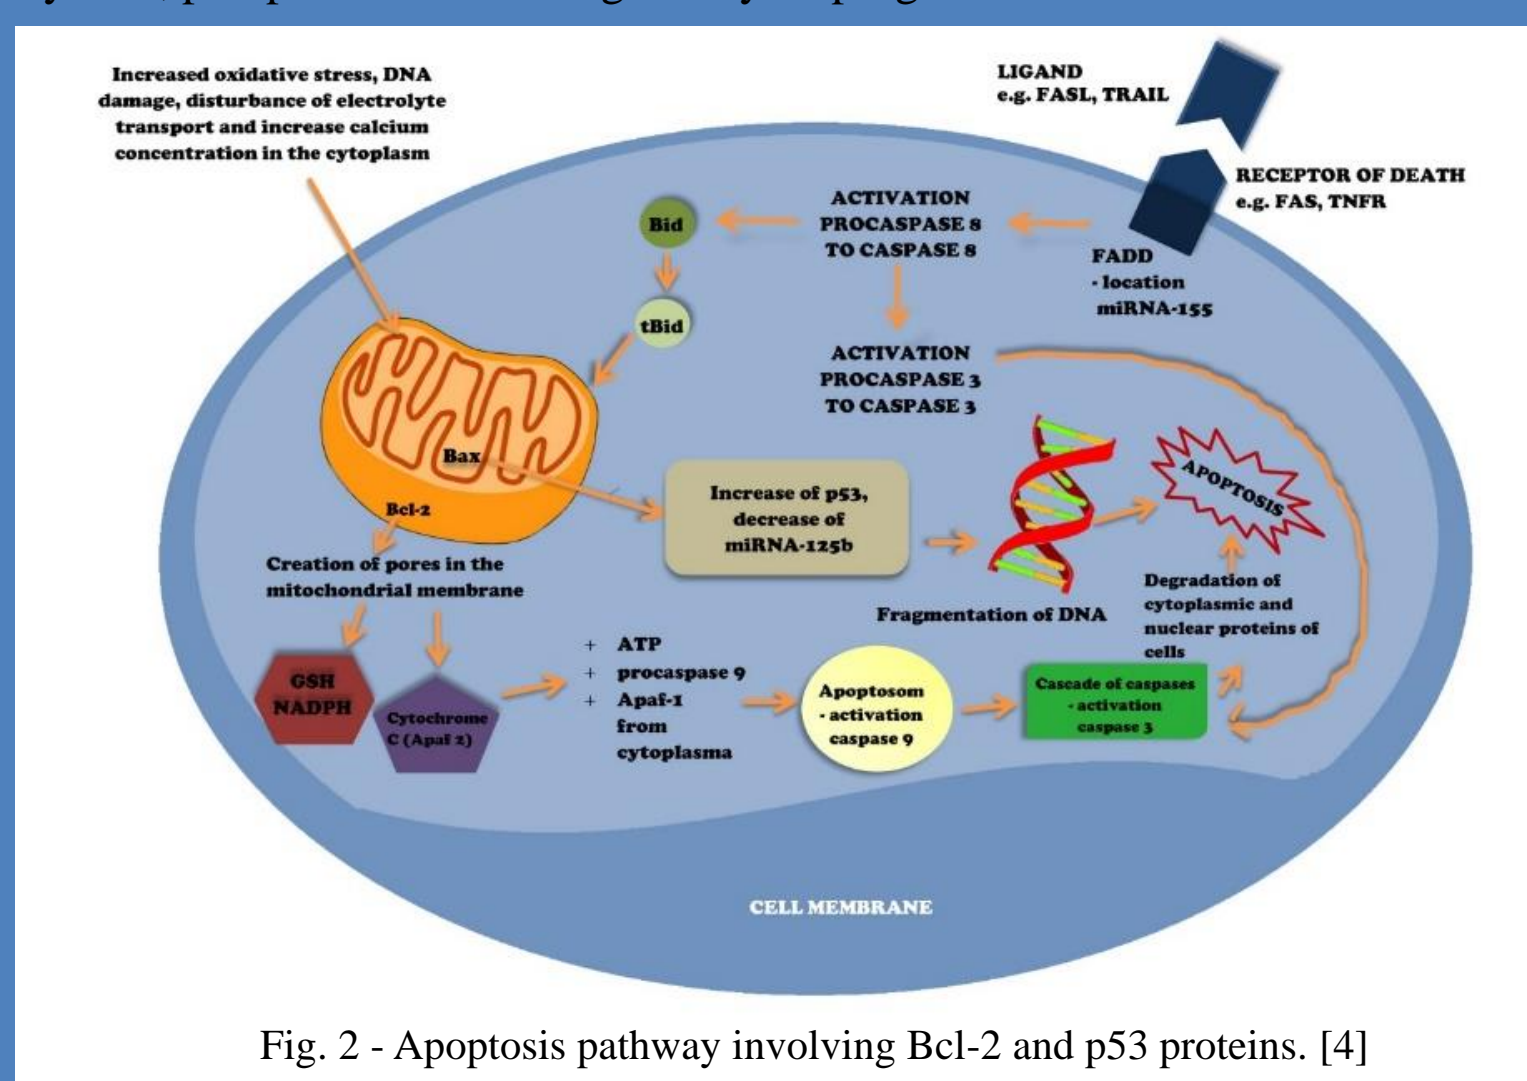 Increased oxidative stress, DNA
damage, disturbance of electrolyte
transport and increase calcium
concentration in the cytoplasm
LIGAND
e.g. FASL, TRAIL
RECEPTOR OF DEATH
e.g. FAS, TNFR
FADD
- location
miRNA-155
ACTIVATION
PROCASPASE 8
TO CASPASE 8
Bid
tBid
ACTIVATION
PROCASPASE 3
TO CASPASE 3
Bax
Bcl-2
Increase of p53,
decrease of
miRNA-125b
Fragmentation of DNA
APOPTOSIS
Creation of pores in the
mitochondrial membrane
GSH
NADPH
Cytochrome
C (Apaf 2)
+ ATP
+ procaspase 9
+ Apaf-1
from
cytoplasma
Apoptosom
- activation
caspase 9
Cascade of caspases
- activation
caspase 3
Degradation of
cytoplasmic and
nuclear proteins of
cells
CELL MEMBRANE
Fig. 2 - Apoptosis pathway involving Bcl-2 and p53 proteins. [4]